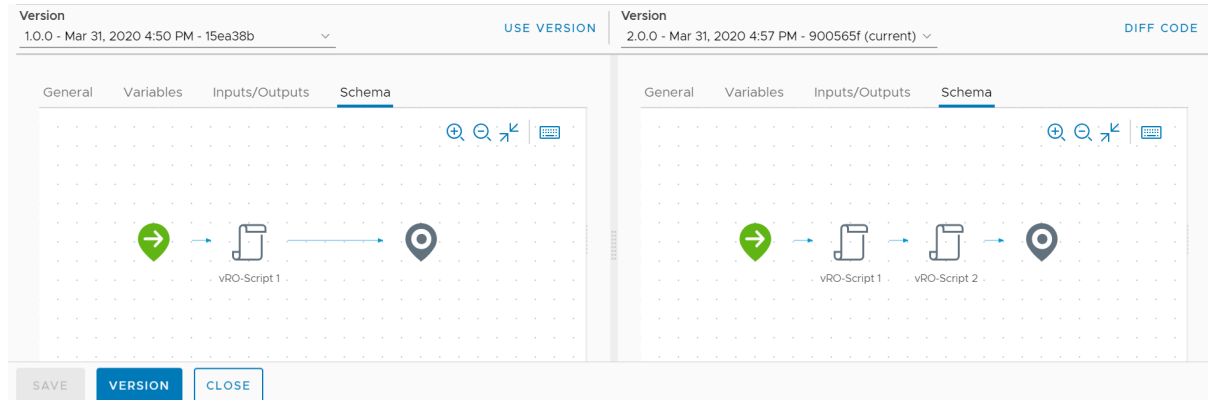 Version
1.0.0 - Mar 31, 2020 4:50 PM - 15ea38b
USE VERSION
General Variables Inputs/Outputs Schema
vRO-Script 1
Version
2.0.0 - Mar 31, 2020 4:57 PM - 900565f (current)
DIFF CODE
General Variables Inputs/Outputs Schema
vRO-Script 1 vRO-Script 2
SAVE VERSION CLOSE